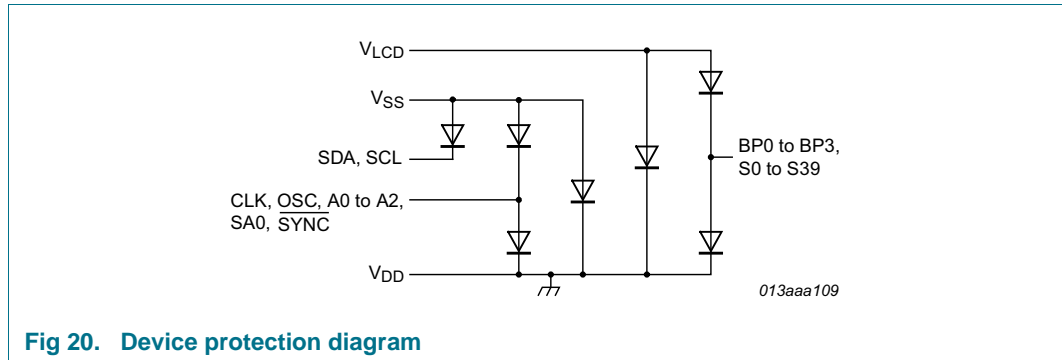 VLCD
VSS
SDA, SCL
BP0 to BP3,
S0 to S39
CLK, OSC, A0 to A2,
SA0, S̅Y̅N̅C̅
VDD
013aaa109
Fig 20. Device protection diagram